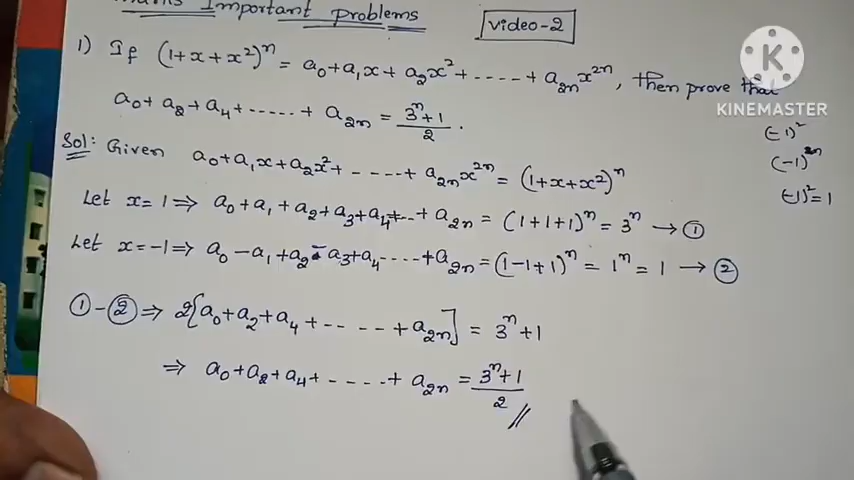 Marks Important Problems
video-2
1) If (1+x+x²)ⁿ = a₀+a₁x+a₂x²+----+a₂ₙx²ⁿ, then prove that
a₀+a₂+a₄+-----+a₂ₙ = (3ⁿ+1)/2.
Sol: Given a₀+a₁x+a₂x²+----+a₂ₙx²ⁿ = (1+x+x²)ⁿ
Let x=1 ⇒ a₀+a₁+a₂+a₃+a₄+--+a₂ₙ = (1+1+1)ⁿ = 3ⁿ → ①
Let x=-1 ⇒ a₀-a₁+a₂-a₃+a₄-----+a₂ₙ = (1-1+1)ⁿ = 1ⁿ = 1 → ②
①-② ⇒ 2[a₀+a₂+a₄+-- -- --+a₂ₙ] = 3ⁿ+1
⇒ a₀+a₂+a₄+-----+a₂ₙ = (3ⁿ+1)/2 //
(-1)²
(-1)²ⁿ
(-1)²=1
K
KINEMASTER